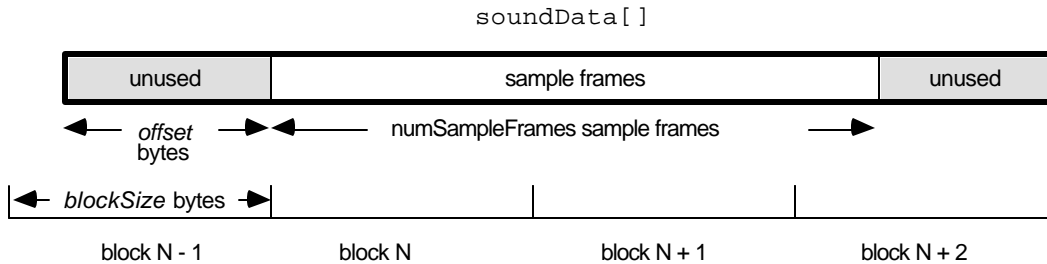 soundData[]
unused sample frames unused
offset numSampleFrames sample frames
bytes
blockSize bytes
block N - 1 block N block N + 1 block N + 2